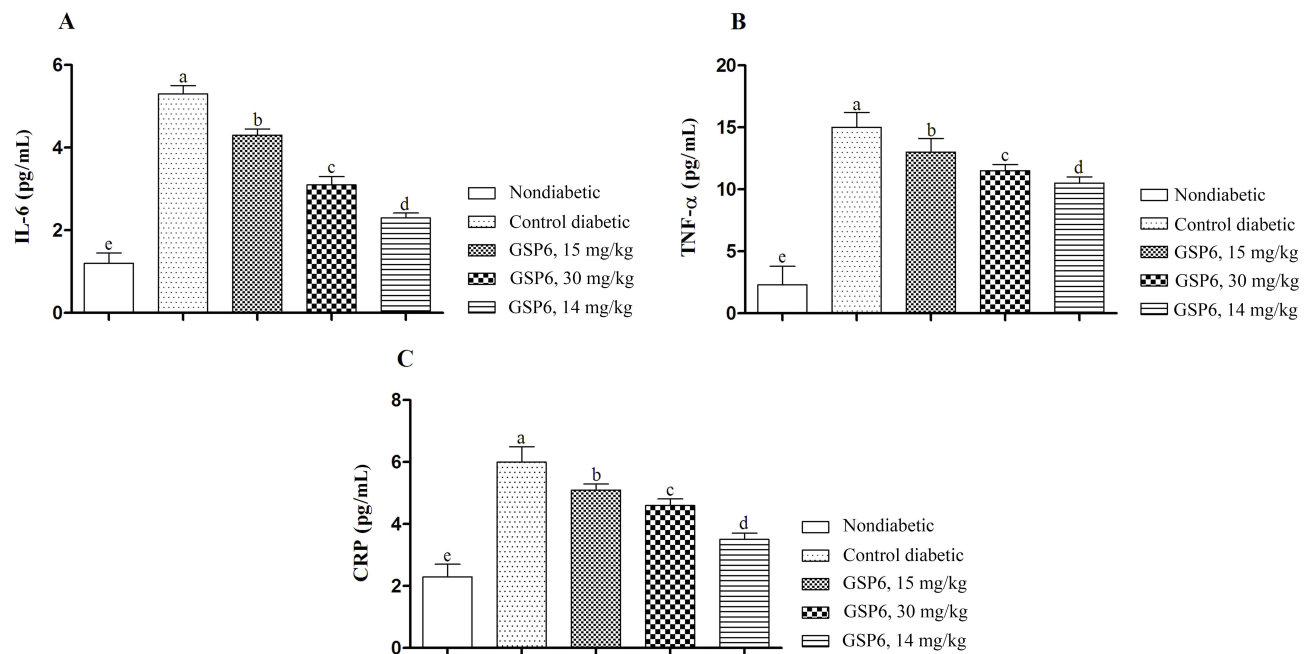 A
6
4
2
0
IL-6 (pg/mL)
e
a
b
c
d
Nondiabetic
Control diabetic
GSP6, 15 mg/kg
GSP6, 30 mg/kg
GSP6, 14 mg/kg
B
20
15
10
5
0
TNF-α (pg/mL)
e
a
b
c
d
Nondiabetic
Control diabetic
GSP6, 15 mg/kg
GSP6, 30 mg/kg
GSP6, 14 mg/kg
C
8
6
4
2
0
CRP (pg/mL)
e
a
b
c
d
Nondiabetic
Control diabetic
GSP6, 15 mg/kg
GSP6, 30 mg/kg
GSP6, 14 mg/kg